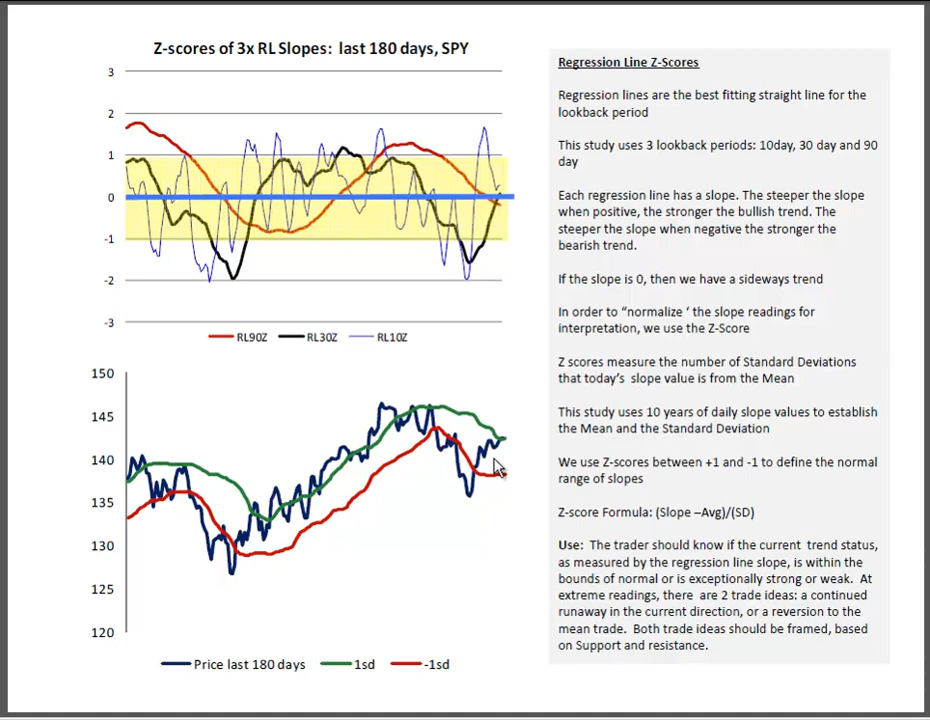 Z-scores of 3x RL Slopes: last 180 days, SPY
3
2
1
0
-1
-2
-3
RL90Z RL30Z RL10Z
150
145
140
135
130
125
120
Price last 180 days 1sd -1sd
Regression Line Z-Scores
Regression lines are the best fitting straight line for the
lookback period
This study uses 3 lookback periods: 10day, 30 day and 90
day
Each regression line has a slope. The steeper the slope
when positive, the stronger the bullish trend. The
steeper the slope when negative the stronger the
bearish trend.
If the slope is 0, then we have a sideways trend
In order to “normalize ‘ the slope readings for
interpretation, we use the Z-Score
Z scores measure the number of Standard Deviations
that today’s slope value is from the Mean
This study uses 10 years of daily slope values to establish
the Mean and the Standard Deviation
We use Z-scores between +1 and -1 to define the normal
range of slopes
Z-score Formula: (Slope –Avg)/(SD)
Use: The trader should know if the current trend status,
as measured by the regression line slope, is within the
bounds of normal or is exceptionally strong or weak. At
extreme readings, there are 2 trade ideas: a continued
runaway in the current direction, or a reversion to the
mean trade. Both trade ideas should be framed, based
on Support and resistance.